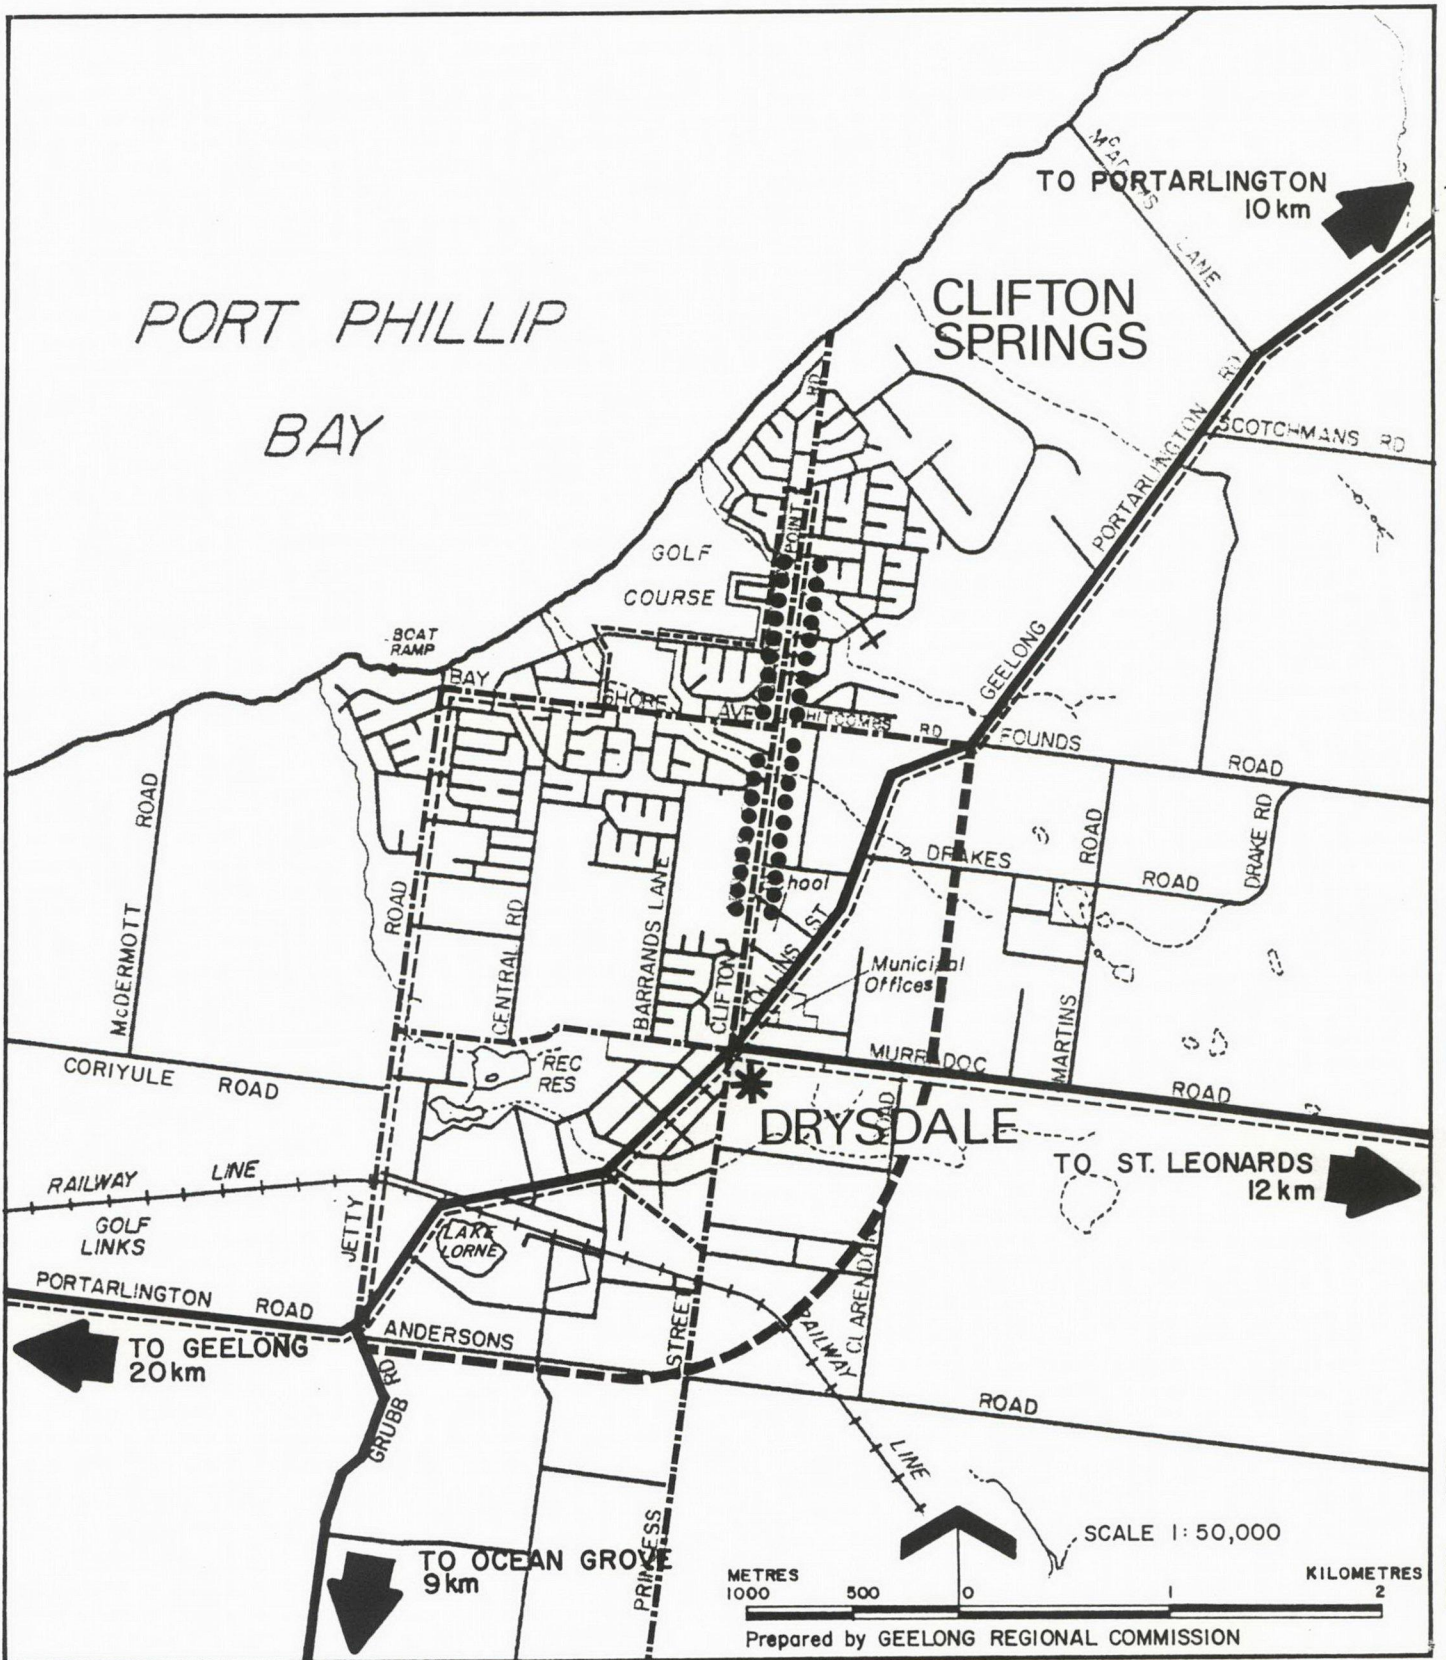 McADAMS LANE
TO PORTARLINGTON
10 km
CLIFTON
SPRINGS
PORT PHILLIP
BAY
RD
POINT
GEELONG PORTARLINGTON RD
SCOTCHMANS RD
GOLF
COURSE
BOAT
RAMP
BAY SHORE AVE
HITCOMBS RD
FOUNDS ROAD
McDERMOTT ROAD
JETTY ROAD
CENTRAL RD
BARRANDS LANE
CLIFTON
hool
OLLINS ST
DRAKES ROAD
DRAKE RD
MARTINS ROAD
Municipal
Offices
CORIYULE ROAD
REC
RES
MURRADOC ROAD
DRYSDALE
TO ST. LEONARDS
12 km
RAILWAY LINE
GOLF
LINKS
LAKE
LORNE
CLARENDON ROAD
PORTARLINGTON ROAD
TO GEELONG
20 km
ANDERSONS ROAD
GRUBB RD
PRINCESS STREET
RAILWAY LINE
TO OCEAN GROVE
9 km
SCALE 1:50,000
METRES KILOMETRES
1000 500 0 1 2
Prepared by GEELONG REGIONAL COMMISSION